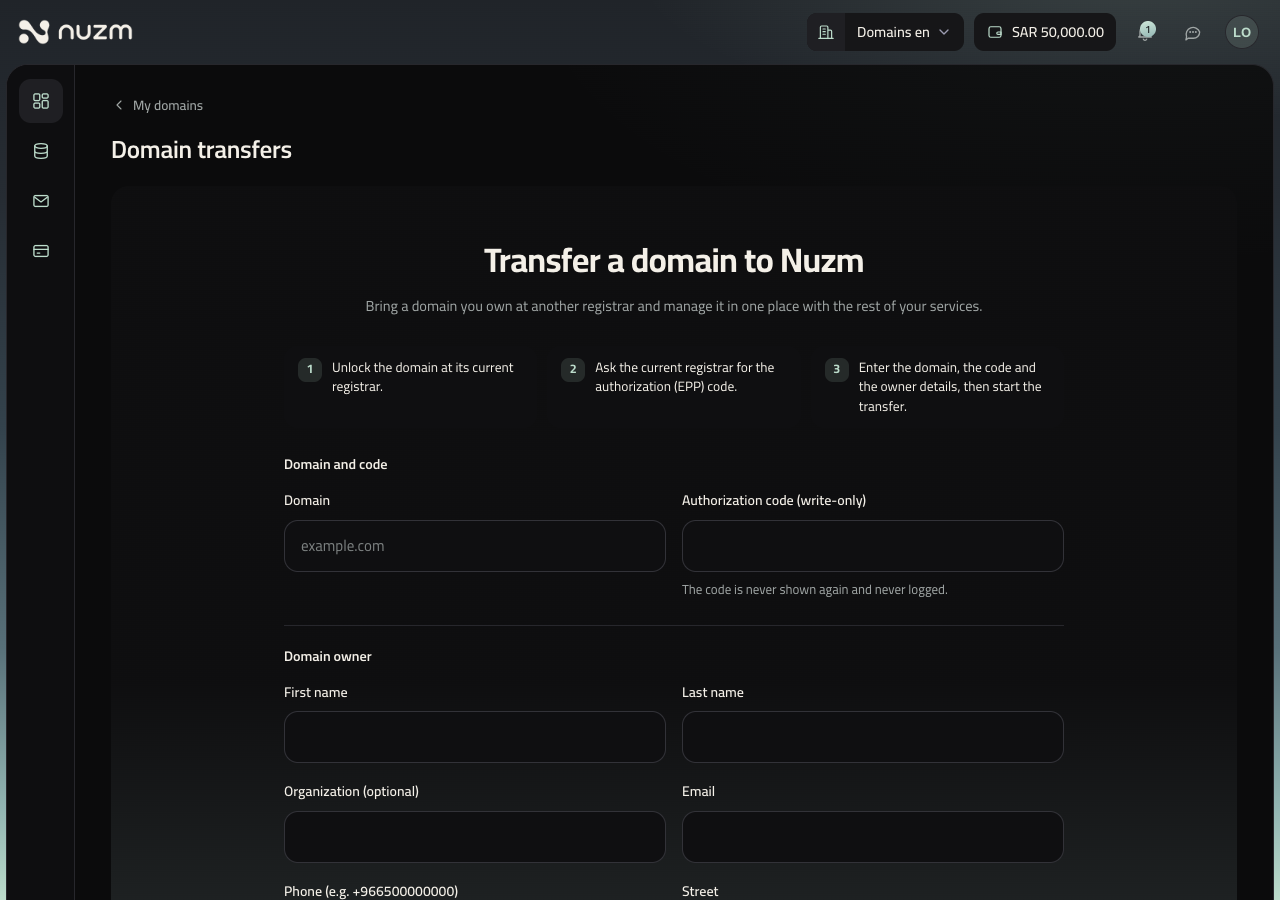 nuzm
Domains en
SAR 50,000.00
1
LO
My domains
Domain transfers
Transfer a domain to Nuzm
Bring a domain you own at another registrar and manage it in one place with the rest of your services.
1
Unlock the domain at its current
registrar.
2
Ask the current registrar for the
authorization (EPP) code.
3
Enter the domain, the code and
the owner details, then start the
transfer.
Domain and code
Domain
Authorization code (write-only)
example.com
The code is never shown again and never logged.
Domain owner
First name
Last name
Organization (optional)
Email
Phone (e.g. +966500000000)
Street